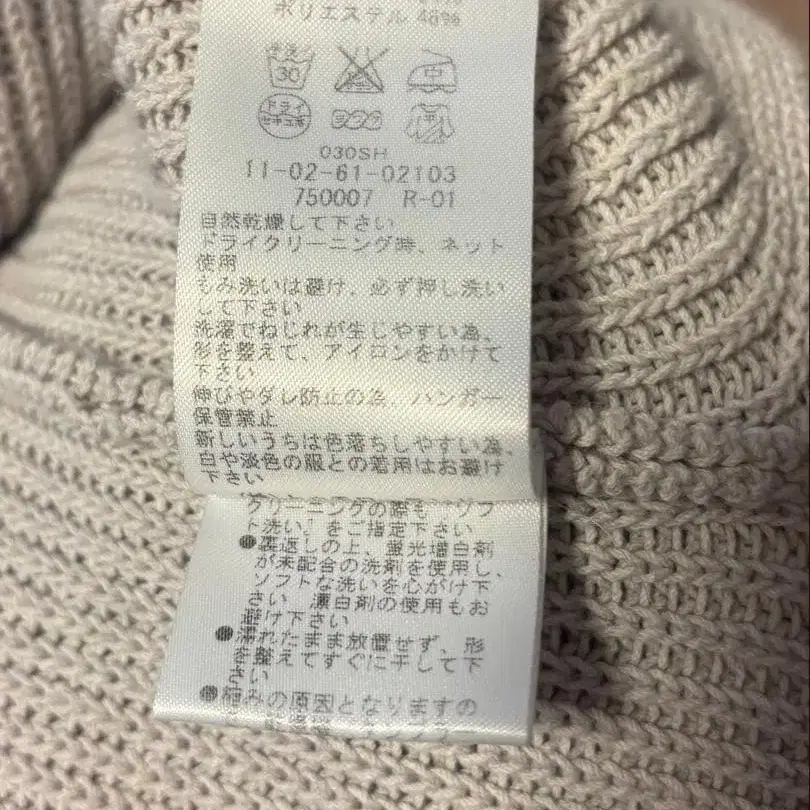 ポリエステル 46%
30
ドライ
セキユ系
030SH
11-02-61-02103
750007 R-01
自然乾燥して下さい
ドライクリーニング時、ネット
使用
もみ洗いは避け、必ず押し洗い
して下さい
洗濯でねじれが生じやすい為、
形を整えて、アイロンをかけて
下さい
伸びやダレ防止の為、ハンガー
保管禁止
新しいうちは色落ちしやすい為、
白や淡色の服との着用はお避け
下さい
クリーニングの際も「ソフ
ト洗い」をご指定下さい
●裏返しの上、蛍光増白剤
が未配合の洗剤を使用し、
ソフトな洗いを心がけ下
さい 漂白剤の使用もお
避け下さい
●濡れたまま放置せず、形
を整えてすぐに干して下
さい
●縮みの原因となりますの